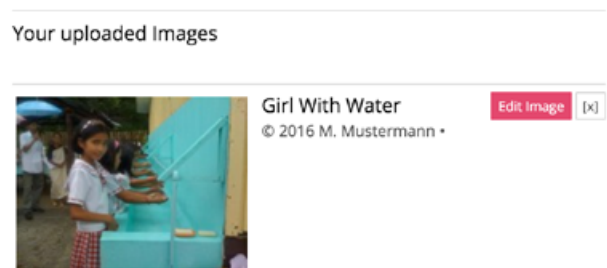 Your uploaded Images
Girl With Water
Edit Image
[x]
© 2016 M. Mustermann •